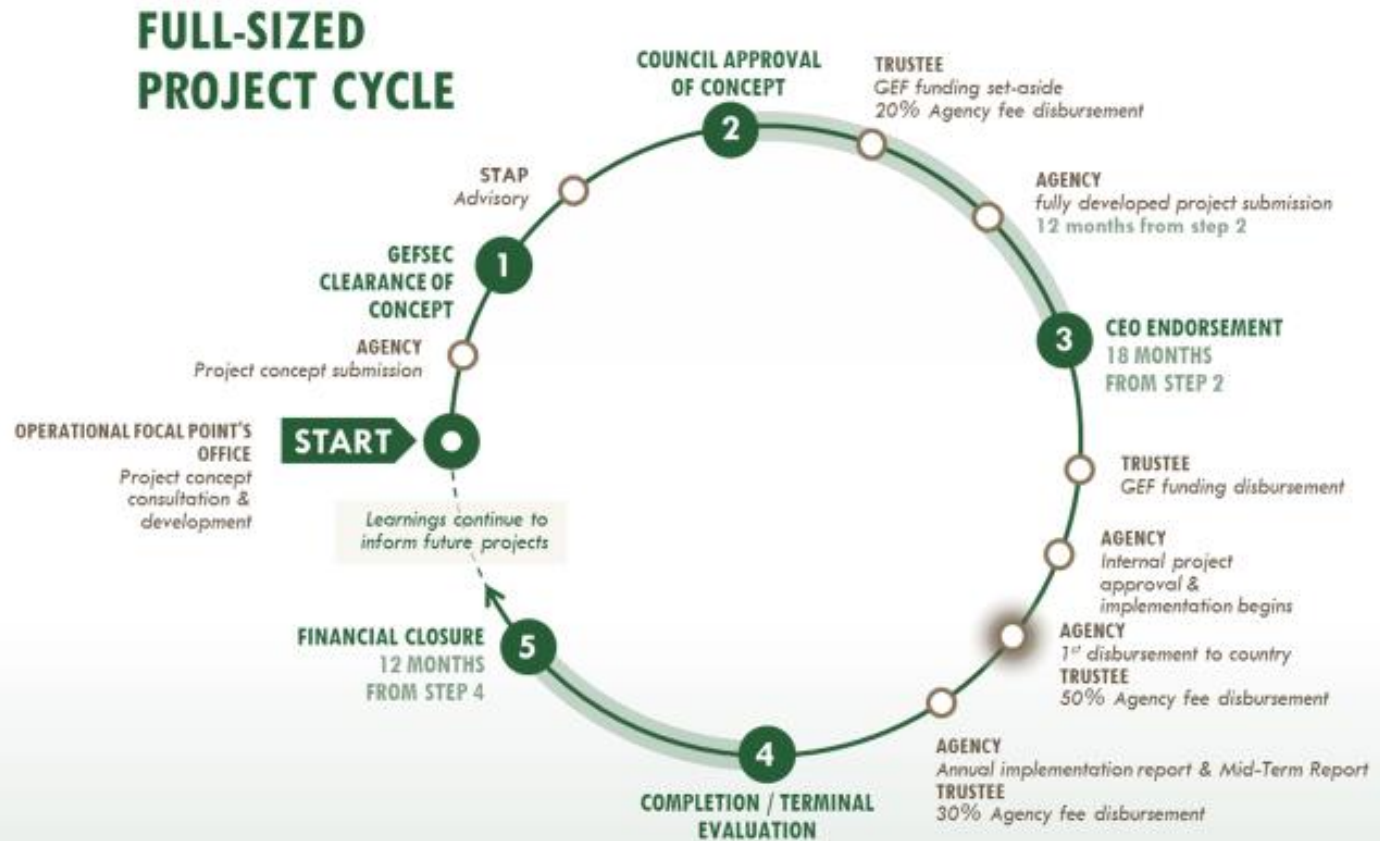 FULL-SIZED
PROJECT CYCLE
OPERATIONAL FOCAL POINT'S
OFFICE
Project concept
consultation &
development
START
AGENCY
Project concept submission
1
GEFSEC
CLEARANCE OF
CONCEPT
STAP
Advisory
2
COUNCIL APPROVAL
OF CONCEPT
TRUSTEE
GEF funding set-aside
20% Agency fee disbursement
AGENCY
fully developed project submission
12 months from step 2
3
CEO ENDORSEMENT
18 MONTHS
FROM STEP 2
TRUSTEE
GEF funding disbursement
AGENCY
Internal project
approval &
implementation begins
AGENCY
1st disbursement to country
TRUSTEE
50% Agency fee disbursement
AGENCY
Annual implementation report & Mid-Term Report
TRUSTEE
30% Agency fee disbursement
4
COMPLETION / TERMINAL
EVALUATION
5
FINANCIAL CLOSURE
12 MONTHS
FROM STEP 4
Learnings continue to
inform future projects